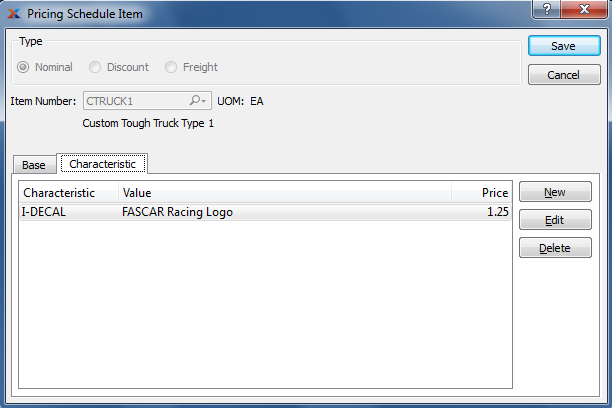 Pricing Schedule Item
Type
Nominal Discount Freight
Save
Cancel
Item Number: CTRUCK1 UOM: EA
Custom Tough Truck Type 1
Base Characteristic
Characteristic Value Price
I-DECAL FASCAR Racing Logo 1.25
New
Edit
Delete